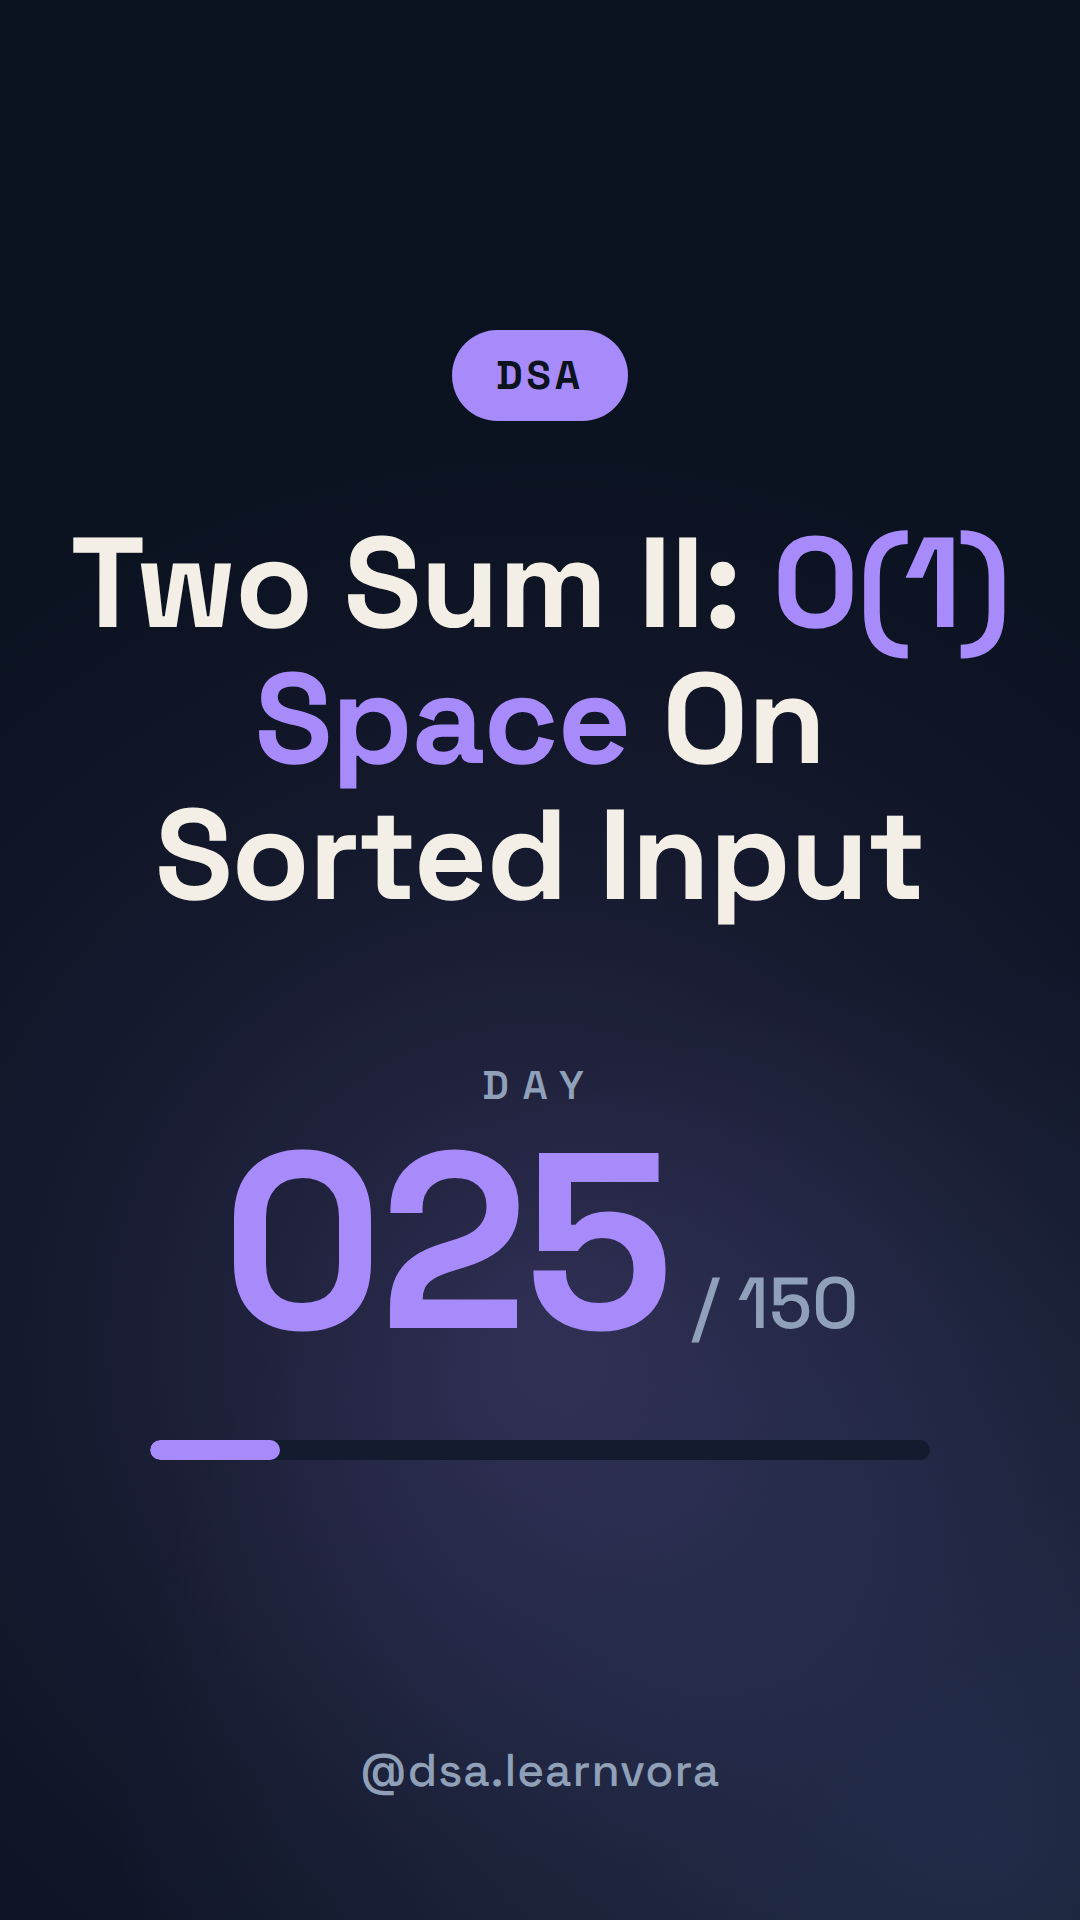 DSA
Two Sum II: O(1)
Space On
Sorted Input
DAY
025 / 150
@dsa.learnvora